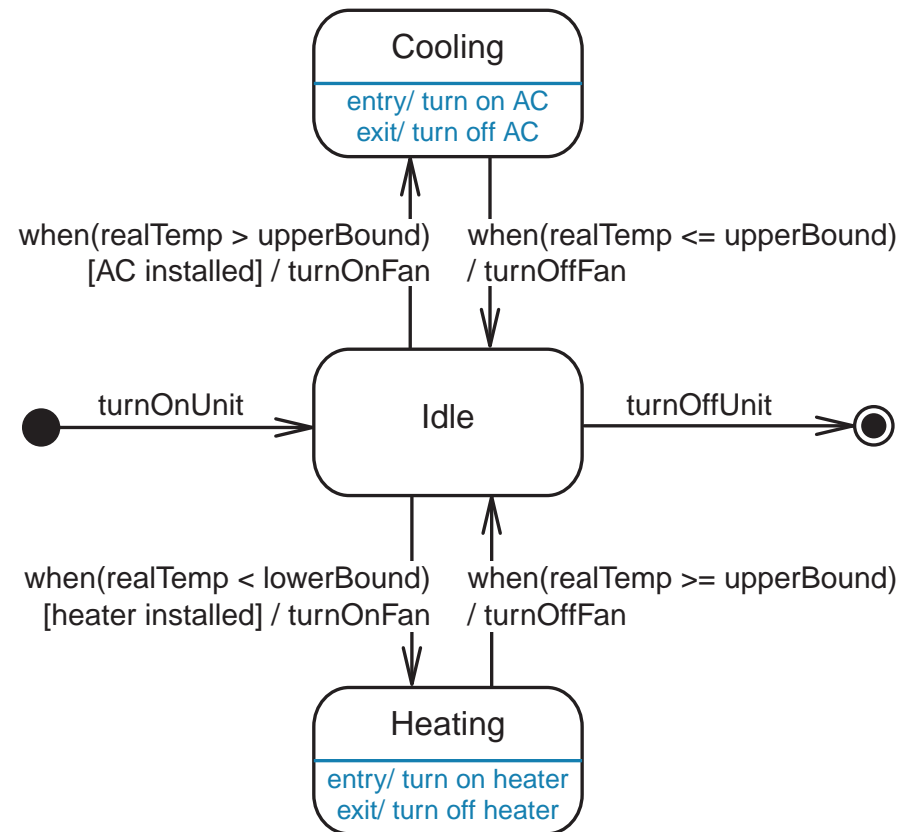 Cooling
entry/ turn on AC
exit/ turn off AC
when(realTemp > upperBound)
[AC installed] / turnOnFan
when(realTemp <= upperBound)
/ turnOffFan
turnOnUnit
Idle
turnOffUnit
when(realTemp < lowerBound)
[heater installed] / turnOnFan
when(realTemp >= upperBound)
/ turnOffFan
Heating
entry/ turn on heater
exit/ turn off heater